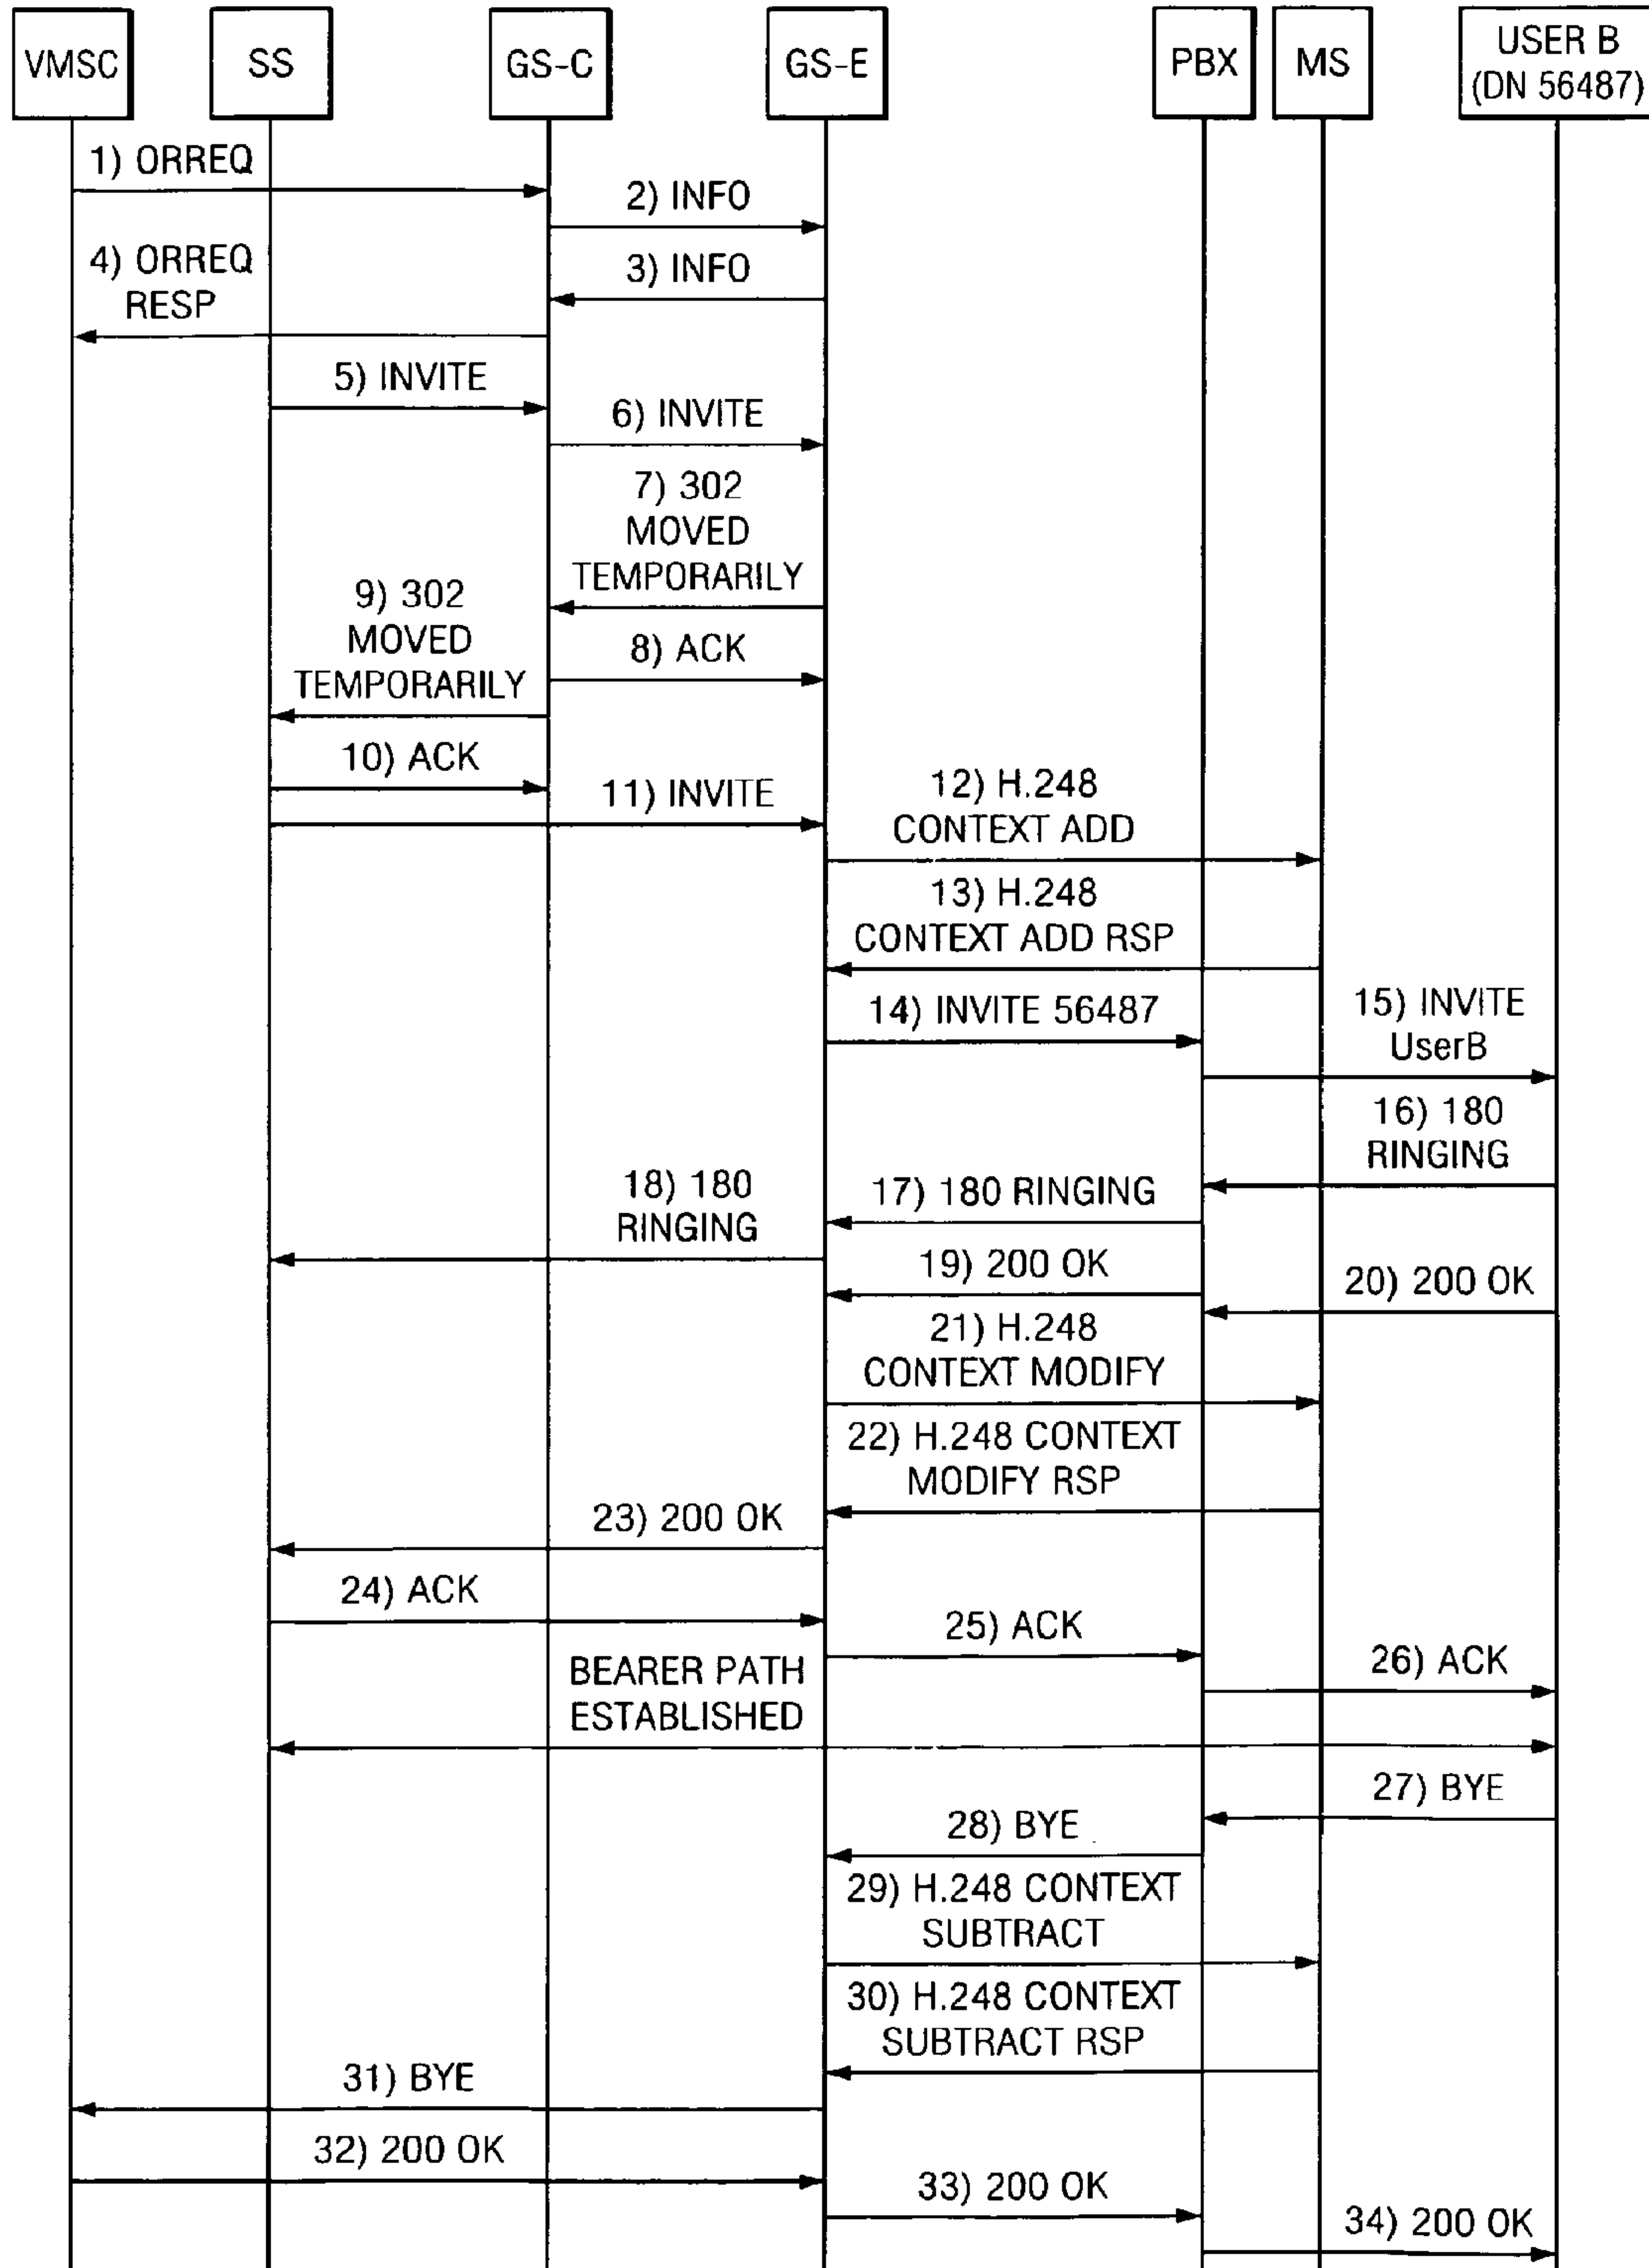 VMSC
SS
GS-C
GS-E
PBX
MS
USER B
(DN 56487)
1) ORREQ
2) INFO
4) ORREQ
RESP
3) INFO
5) INVITE
6) INVITE
7) 302
MOVED
TEMPORARILY
9) 302
MOVED
TEMPORARILY
8) ACK
10) ACK
11) INVITE
12) H.248
CONTEXT ADD
13) H.248
CONTEXT ADD RSP
14) INVITE 56487
15) INVITE
UserB
16) 180
RINGING
17) 180 RINGING
18) 180
RINGING
19) 200 OK
20) 200 OK
21) H.248
CONTEXT MODIFY
22) H.248 CONTEXT
MODIFY RSP
23) 200 OK
24) ACK
25) ACK
26) ACK
BEARER PATH
ESTABLISHED
27) BYE
28) BYE
29) H.248 CONTEXT
SUBTRACT
30) H.248 CONTEXT
SUBTRACT RSP
31) BYE
32) 200 OK
33) 200 OK
34) 200 OK